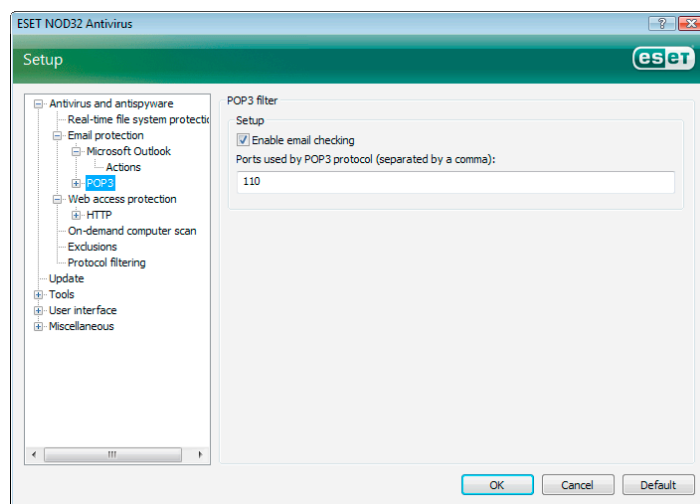 ESET NOD32 Antivirus
Setup
eseT
Antivirus and antispyware
Real-time file system protectio
Email protection
Microsoft Outlook
Actions
POP3
Web access protection
HTTP
On-demand computer scan
Exclusions
Protocol filtering
Update
Tools
User interface
Miscellaneous
POP3 filter
Setup
Enable email checking
Ports used by POP3 protocol (separated by a comma):
110
OK Cancel Default